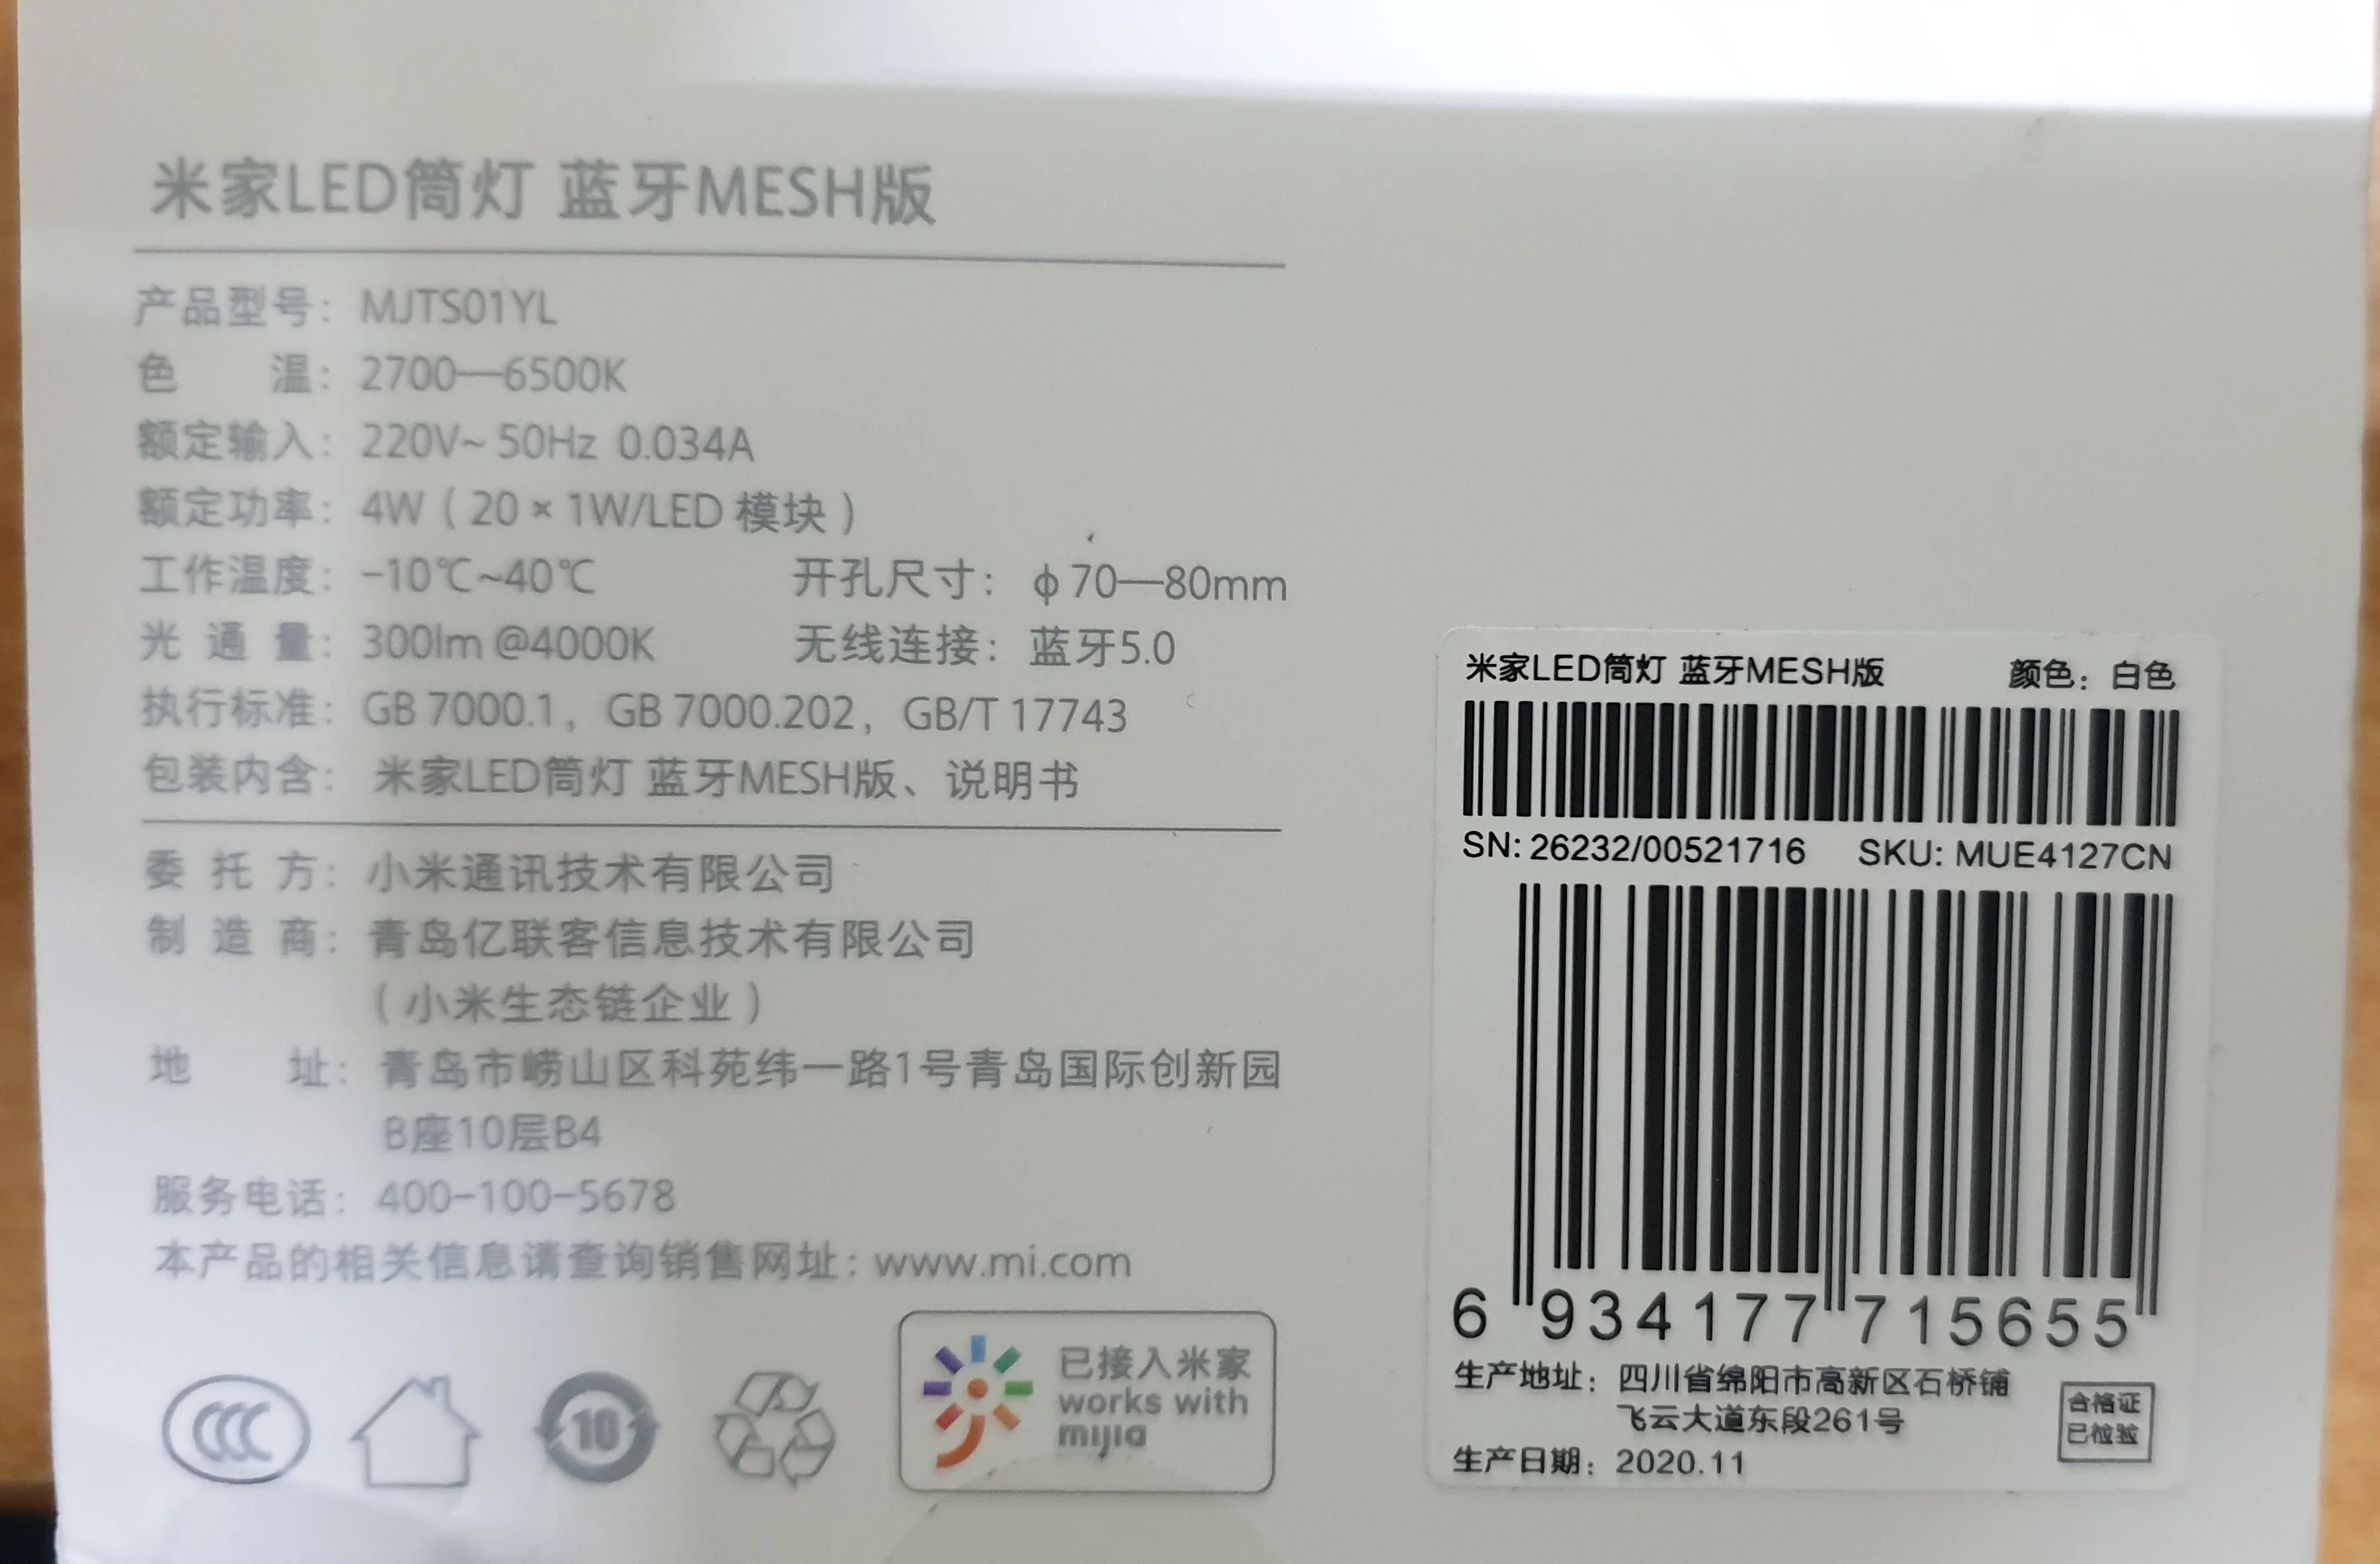 米家LED筒灯 蓝牙MESH版
产品型号：MJTS01YL
色 温：2700—6500K
额定输入：220V~ 50Hz 0.034A
额定功率：4W（20 × 1W/LED 模块）
工作温度：-10℃~40℃ 开孔尺寸：ф70—80mm
光 通 量：300lm @4000K 无线连接：蓝牙5.0
执行标准：GB 7000.1，GB 7000.202，GB/T 17743
包装内含：米家LED筒灯 蓝牙MESH版、说明书
委 托 方：小米通讯技术有限公司
制 造 商：青岛亿联客信息技术有限公司
（小米生态链企业）
地 址：青岛市崂山区科苑纬一路1号青岛国际创新园
B座10层B4
服务电话：400-100-5678
本产品的相关信息请查询销售网址：www.mi.com
CCC
10
已接入米家
works with
mijia
米家LED筒灯 蓝牙MESH版 颜色：白色
SN: 26232/00521716 SKU: MUE4127CN
6 934177 715655
生产地址：四川省绵阳市高新区石桥铺
飞云大道东段261号
生产日期：2020.11
合格证
已检验